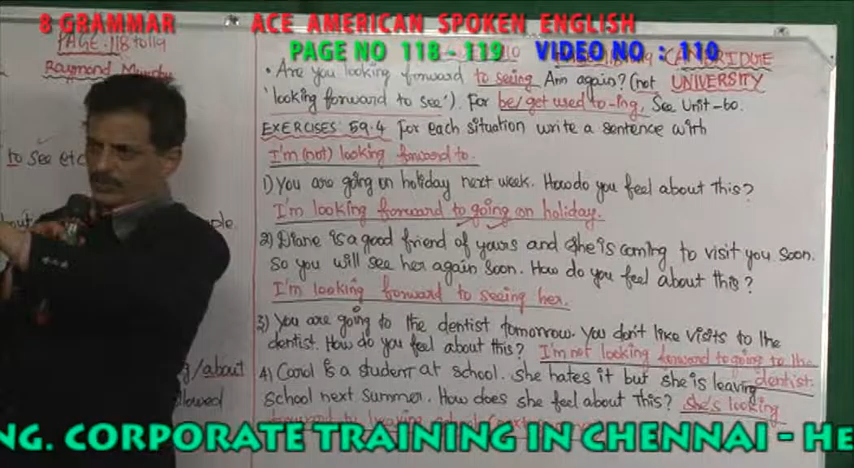 8 GRAMMAR ACE AMERICAN SPOKEN ENGLISH
PAGE NO 118 - 119 VIDEO NO : 110
PAGE. 118 to 119
Raymond
to see etc
/about
llowed
UNIVERSITY
• Are you looking forward to seeing Ann again? (not
'looking forward to see'). For be/get used to -ing, See Unit-60.
EXERCISES 59.4 For each situation write a sentence with
I'm (not) looking forward to.
1) You are going on holiday next week. How do you feel about this?
I'm looking forward to going on holiday.
2) Diane is a good friend of yours and she is coming to visit you soon.
So you will see her again soon. How do you feel about this?
I'm looking forward to seeing her.
3) You are going to the dentist tomorrow. You don't like visits to the
dentist. How do you feel about this? I'm not looking forward to going to the
dentist.
4) Carol is a student at school. She hates it but she is leaving
school next Summer. How does she feel about this? She's looking
forward to leaving school
NG. CORPORATE TRAINING IN CHENNAI - HE